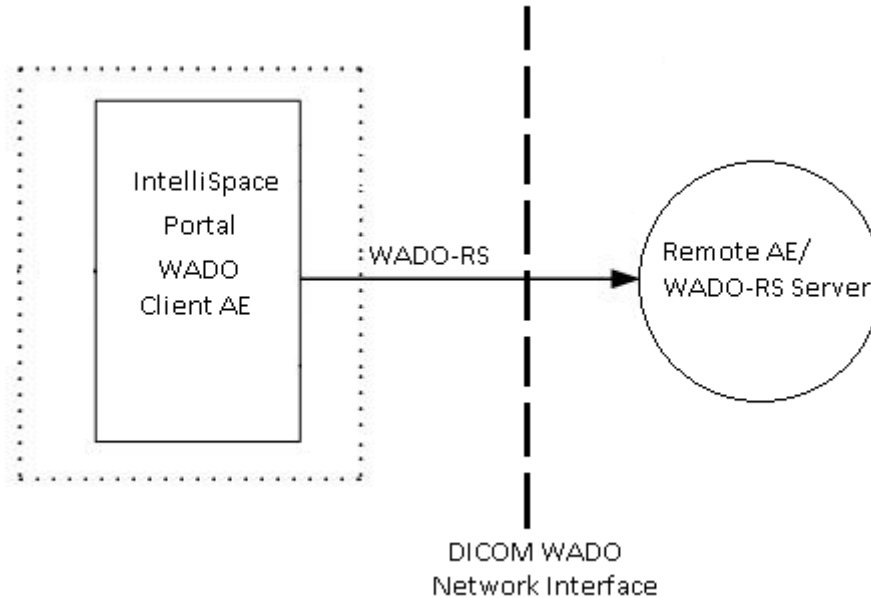 IntelliSpace
Portal
WADO
Client AE
WADO-RS
Remote AE/
WADO-RS Server
DICOM WADO
Network Interface